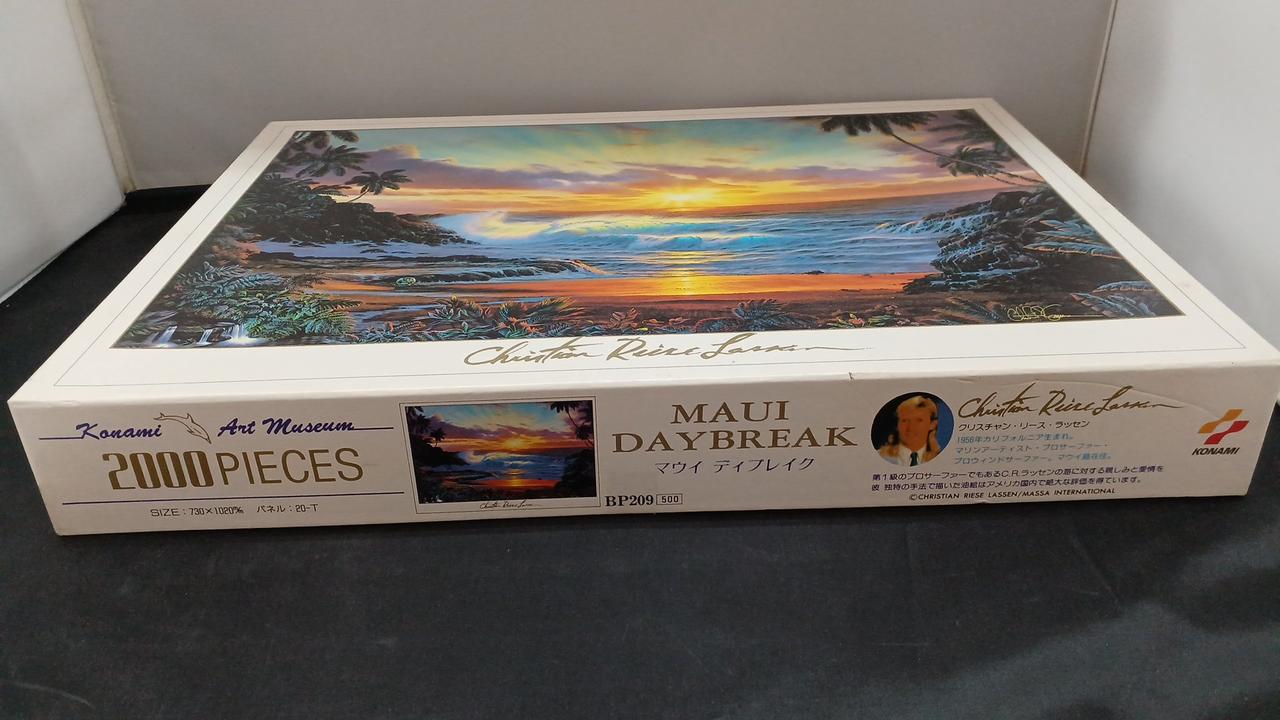 Christian Riese Lassen
Konami Art Museum
2000 PIECES
SIZE：730×1020％ パネル：20-T
MAUI
DAYBREAK
マウイ デイブレイク
BP209 500
Christian Riese Lassen
クリスチャン・リース・ラッセン
1956年カリフォルニア生まれ。
マリンアーティスト・プロサーファー・
プロウィンドサーファー。マウイ島在住。
第1級のプロサーファーでもあるC.R.ラッセンの海に対する親しみと愛情を
彼 独特の手法で描いた油絵はアメリカ国内で絶大な評価を得ています。
©CHRISTIAN RIESE LASSEN/MASSA INTERNATIONAL
KONAMI